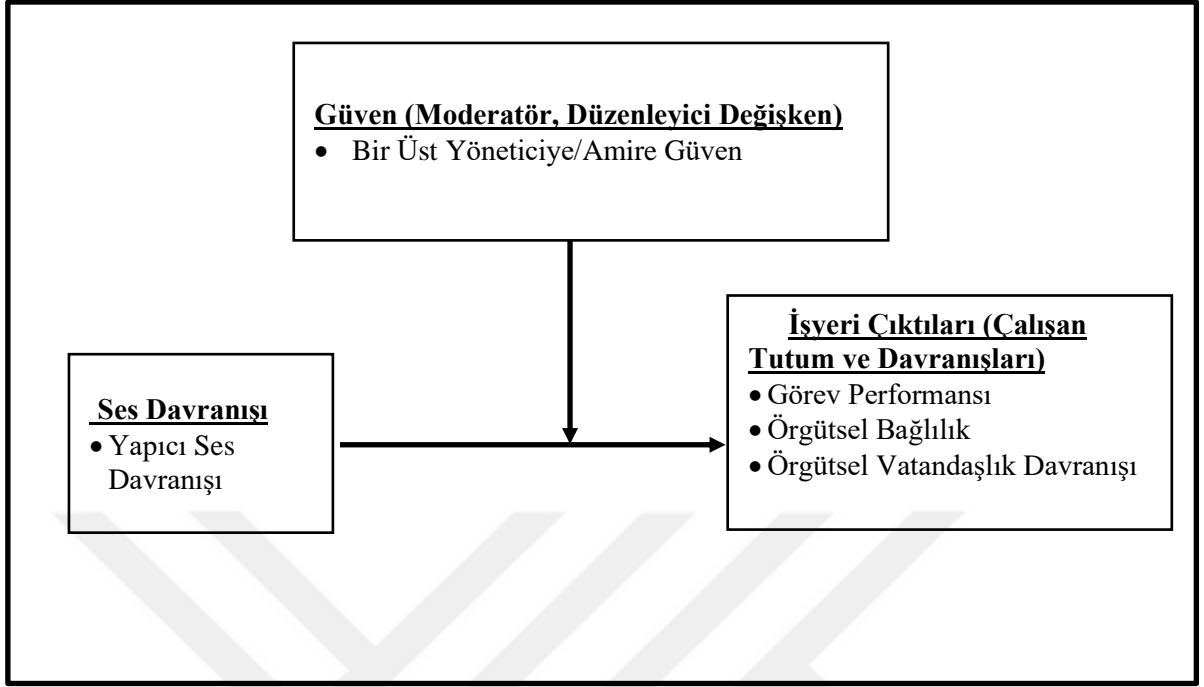 Güven (Moderatör, Düzenleyici Değişken)
• Bir Üst Yöneticiye/Amire Güven
İşyeri Çıktıları (Çalışan
Tutum ve Davranışları)
• Görev Performansı
• Örgütsel Bağlılık
• Örgütsel Vatandaşlık Davranışı
Ses Davranışı
• Yapıcı Ses
Davranışı